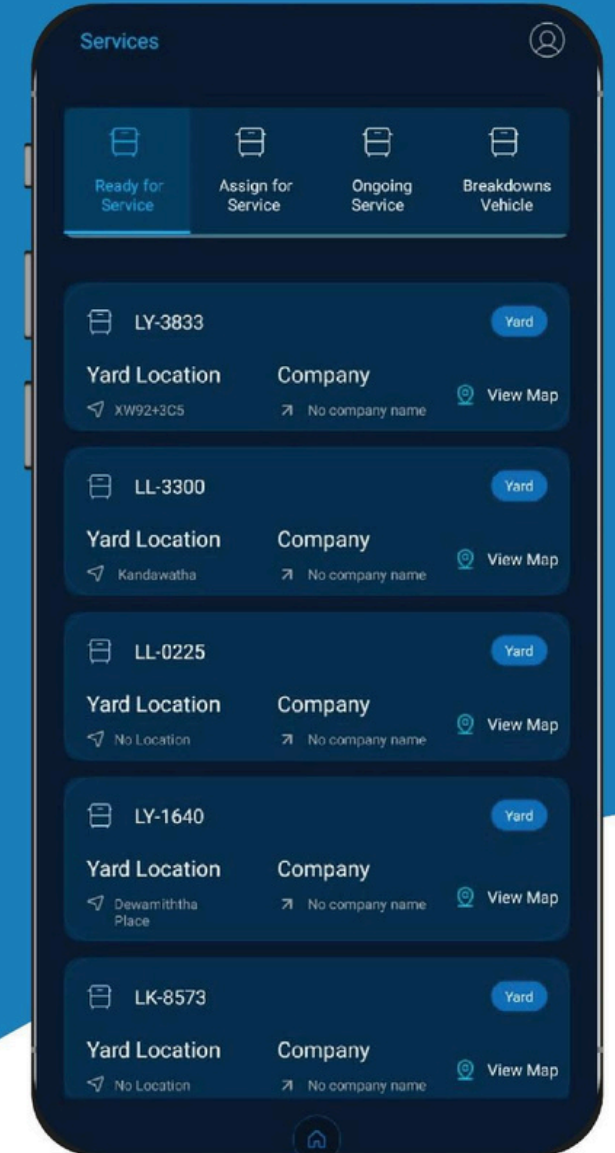 Services
Ready for
Service
Assign for
Service
Ongoing
Service
Breakdowns
Vehicle
LY-3833
Yard
Yard Location
Company
XW92+3C5
No company name
View Map
LL-3300
Yard
Yard Location
Company
Kandawatha
No company name
View Map
LL-0225
Yard
Yard Location
Company
No Location
No company name
View Map
LY-1640
Yard
Yard Location
Company
Dewamiththa
Place
No company name
View Map
LK-8573
Yard
Yard Location
Company
No Location
No company name
View Map